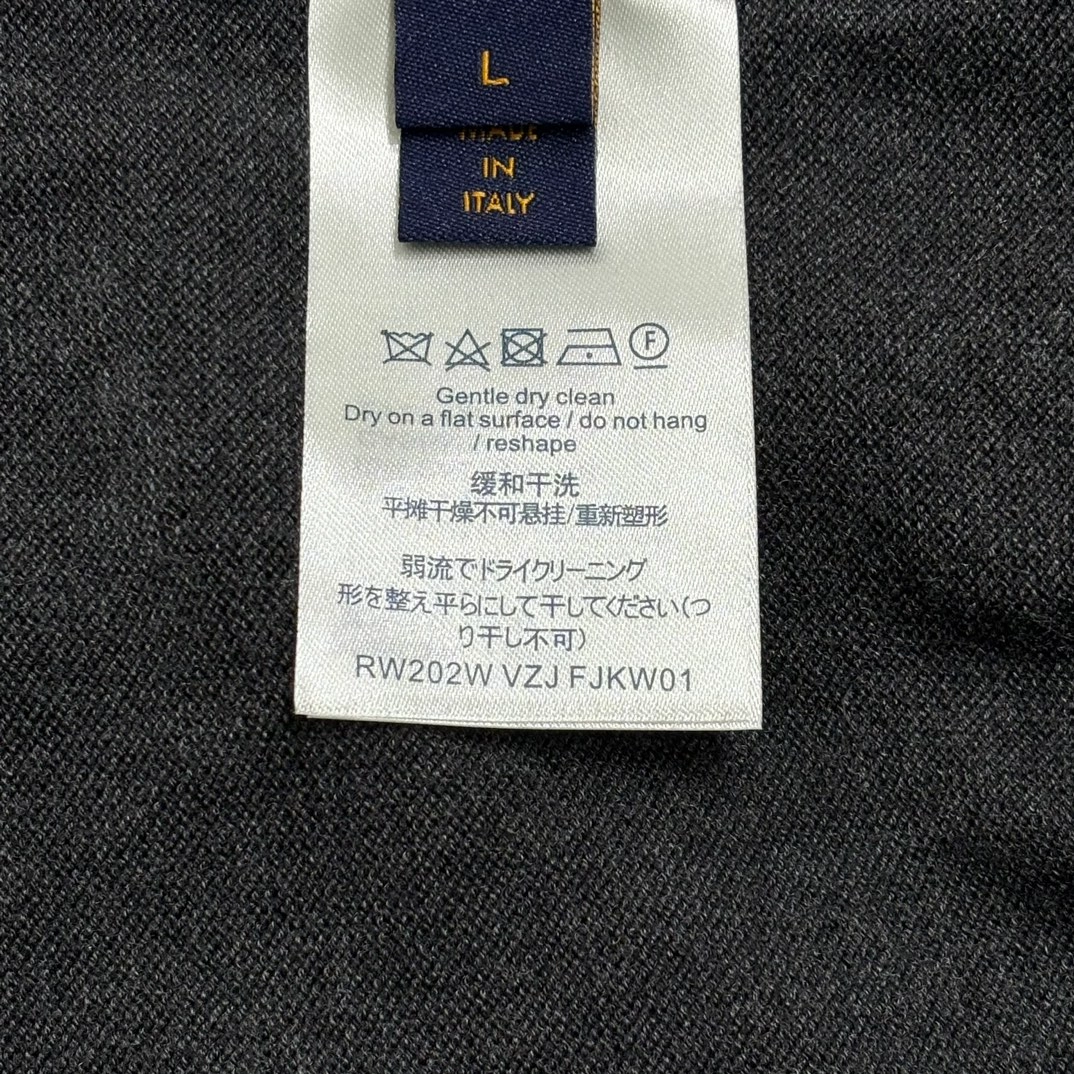 L
MADE
IN
ITALY
F
Gentle dry clean
Dry on a flat surface / do not hang
/ reshape
缓和干洗
平摊干燥不可悬挂/重新塑形
弱流でドライクリーニング
形を整え平らにして干してください(つ
り干し不可)
RW202W VZJ FJKW01